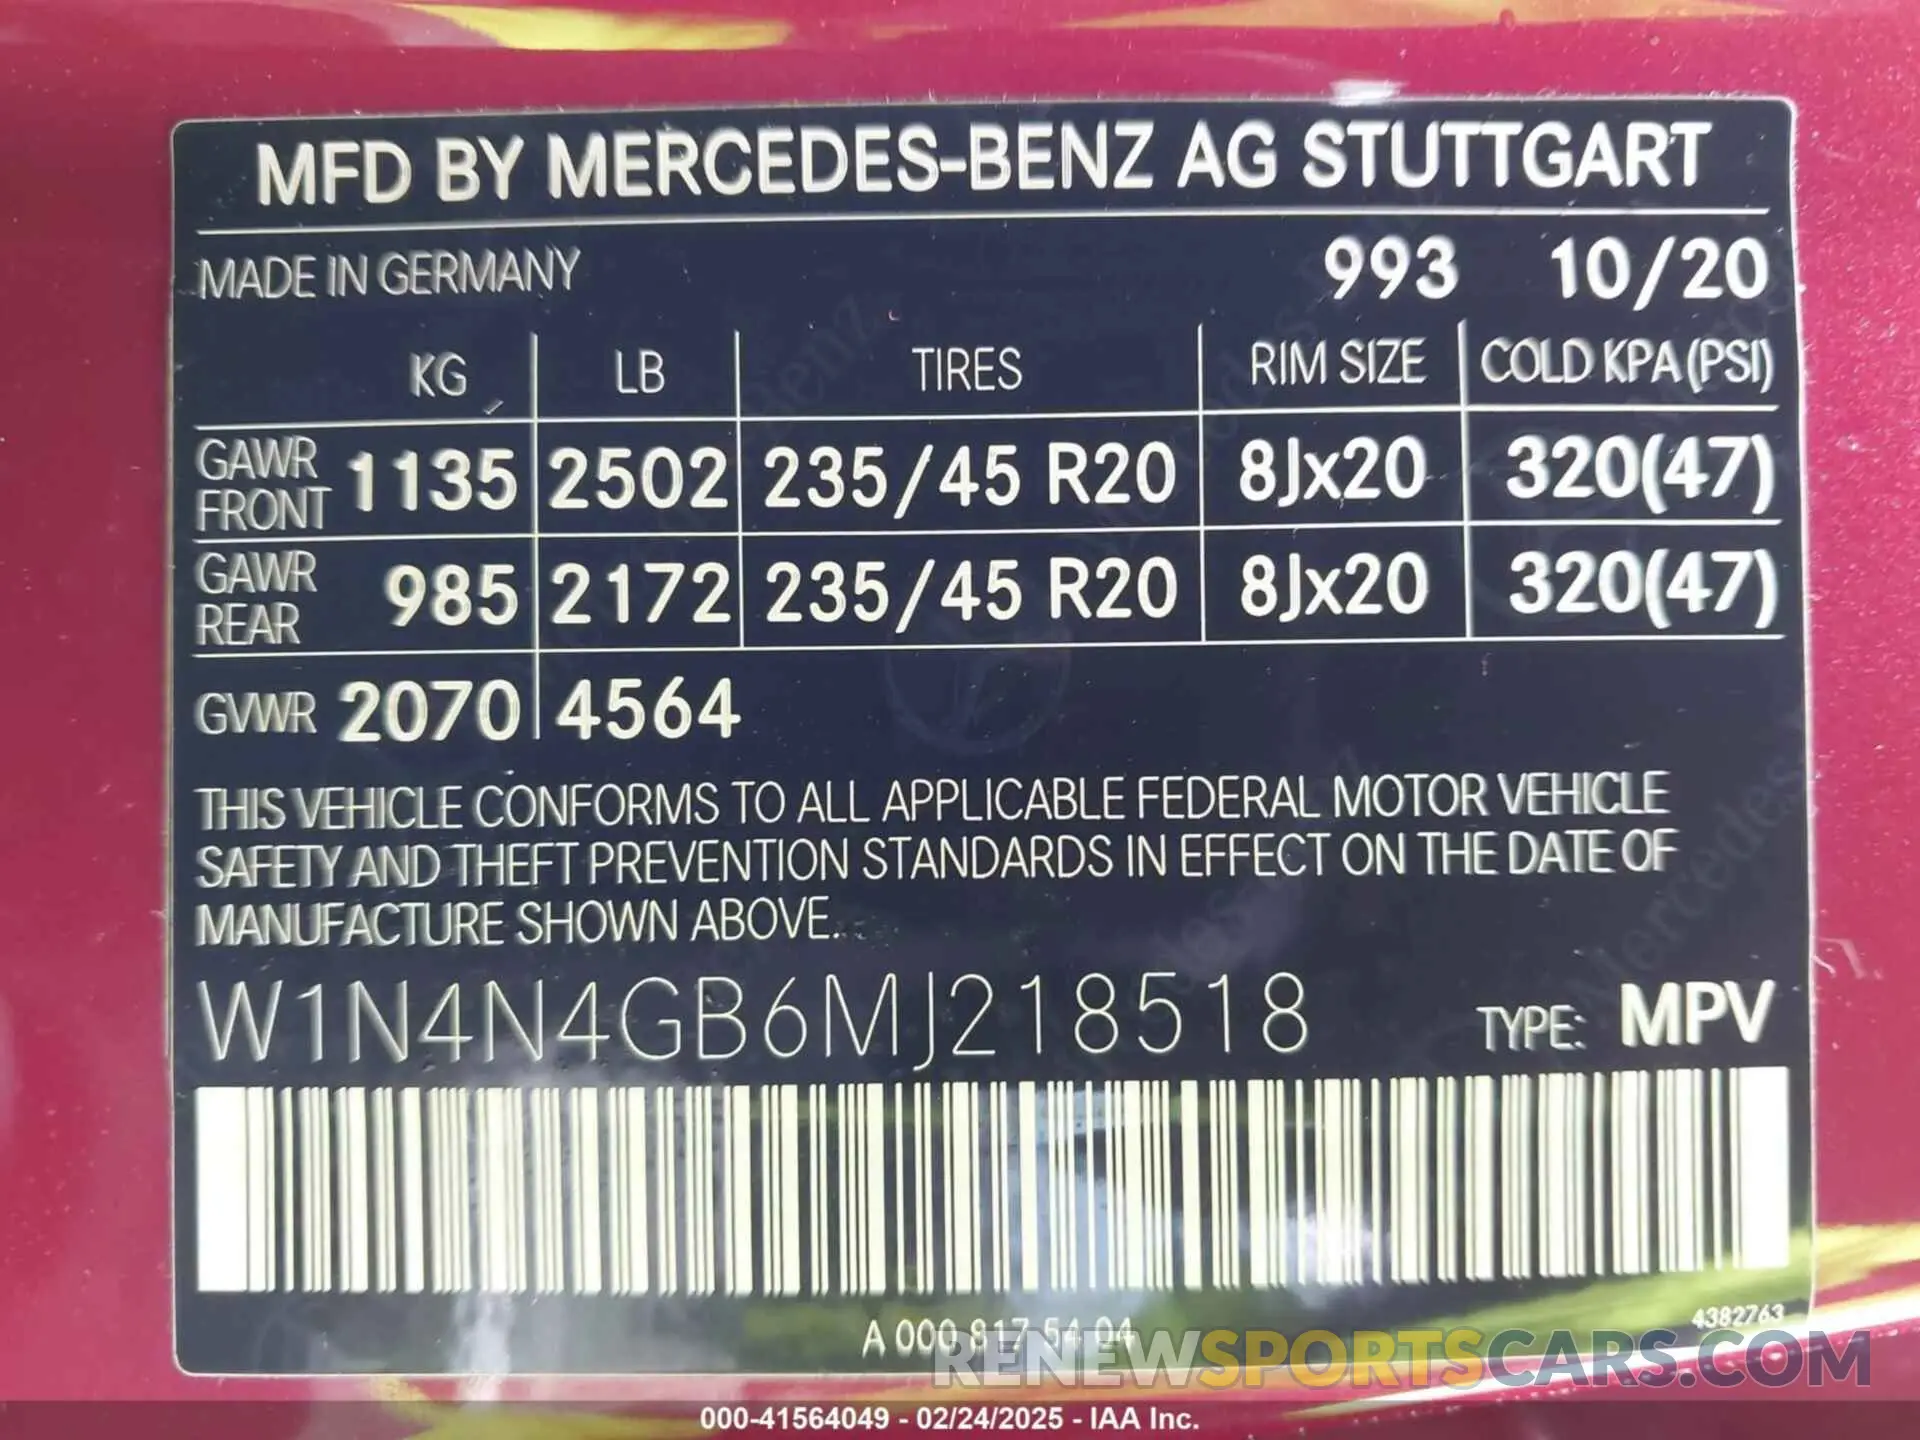 MFD BY MERCEDES-BENZ AG STUTTGART
MADE IN GERMANY 993 10/20
KG LB TIRES RIM SIZE COLD KPA (PSI)
GAWR FRONT 1135 2502 235/45 R20 8Jx20 320(47)
GAWR REAR 985 2172 235/45 R20 8Jx20 320(47)
GVWR 2070 4564
THIS VEHICLE CONFORMS TO ALL APPLICABLE FEDERAL MOTOR VEHICLE
SAFETY AND THEFT PREVENTION STANDARDS IN EFFECT ON THE DATE OF
MANUFACTURE SHOWN ABOVE.
W1N4N4GB6MJ218518 TYPE: MPV
A 000 817 54 04 4382763
RENEWSPORTSCARS.COM
000-41564049 - 02/24/2025 - IAA Inc.